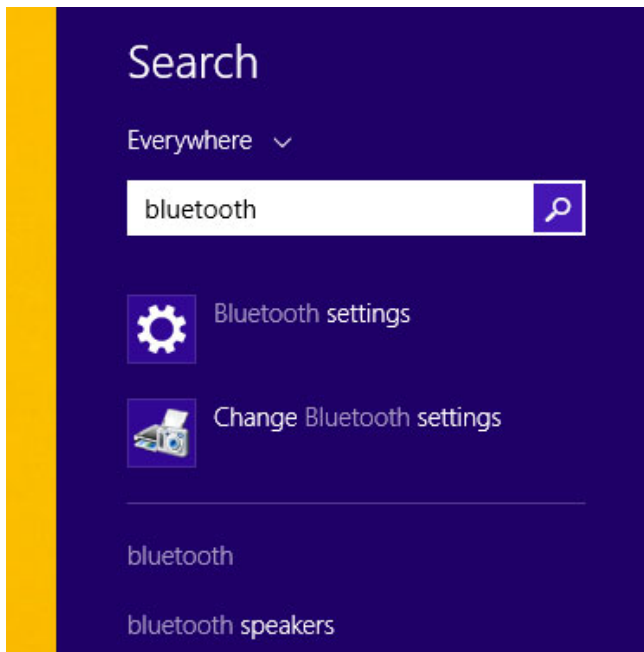 Search
Everywhere
bluetooth
Bluetooth settings
Change Bluetooth settings
bluetooth
bluetooth speakers